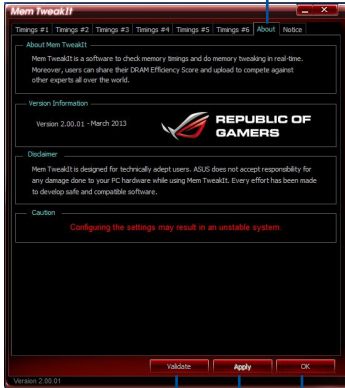 Mem TweakIt
Timings #1 Timings #2 Timings #3 Timings #4 Timings #5 Timings #6 About Notice
About Mem TweakIt
Mem TweakIt is a software to check memory timings and do memory tweaking in real-time.
Moreover, users can share their DRAM Efficiency Score and upload to compete against
other experts all over the world.
Version Information
Version 2.00.01 - March 2013
REPUBLIC OF
GAMERS
Disclaimer
Mem TweakIt is designed for technically adept users. ASUS does not accept responsibility for
any damage done to your PC hardware while using Mem TweakIt. Every effort has been made
to develop safe and compatible software.
Caution
Configuring the settings may result in an unstable system.
Validate Apply OK
Version 2.00.01